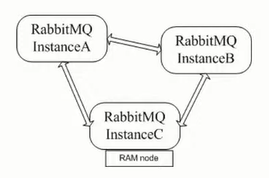 RabbitMQ
InstanceA
RabbitMQ
InstanceB
RabbitMQ
InstanceC
RAM node